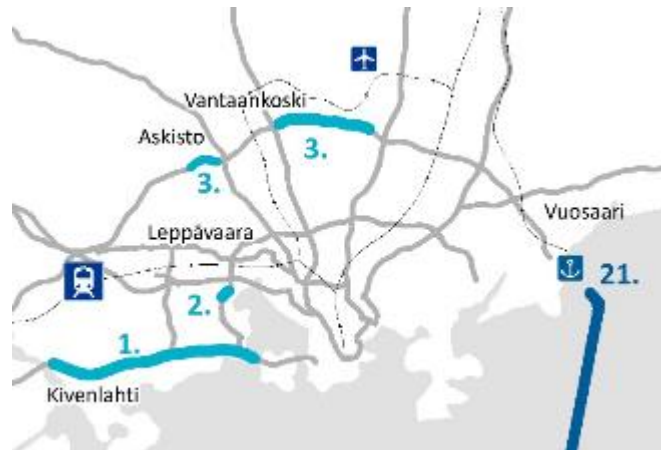 Vantaankoski
Askisto
3.
3.
Leppävaara
Vuosaari
21.
2.
1.
Kivenlahti